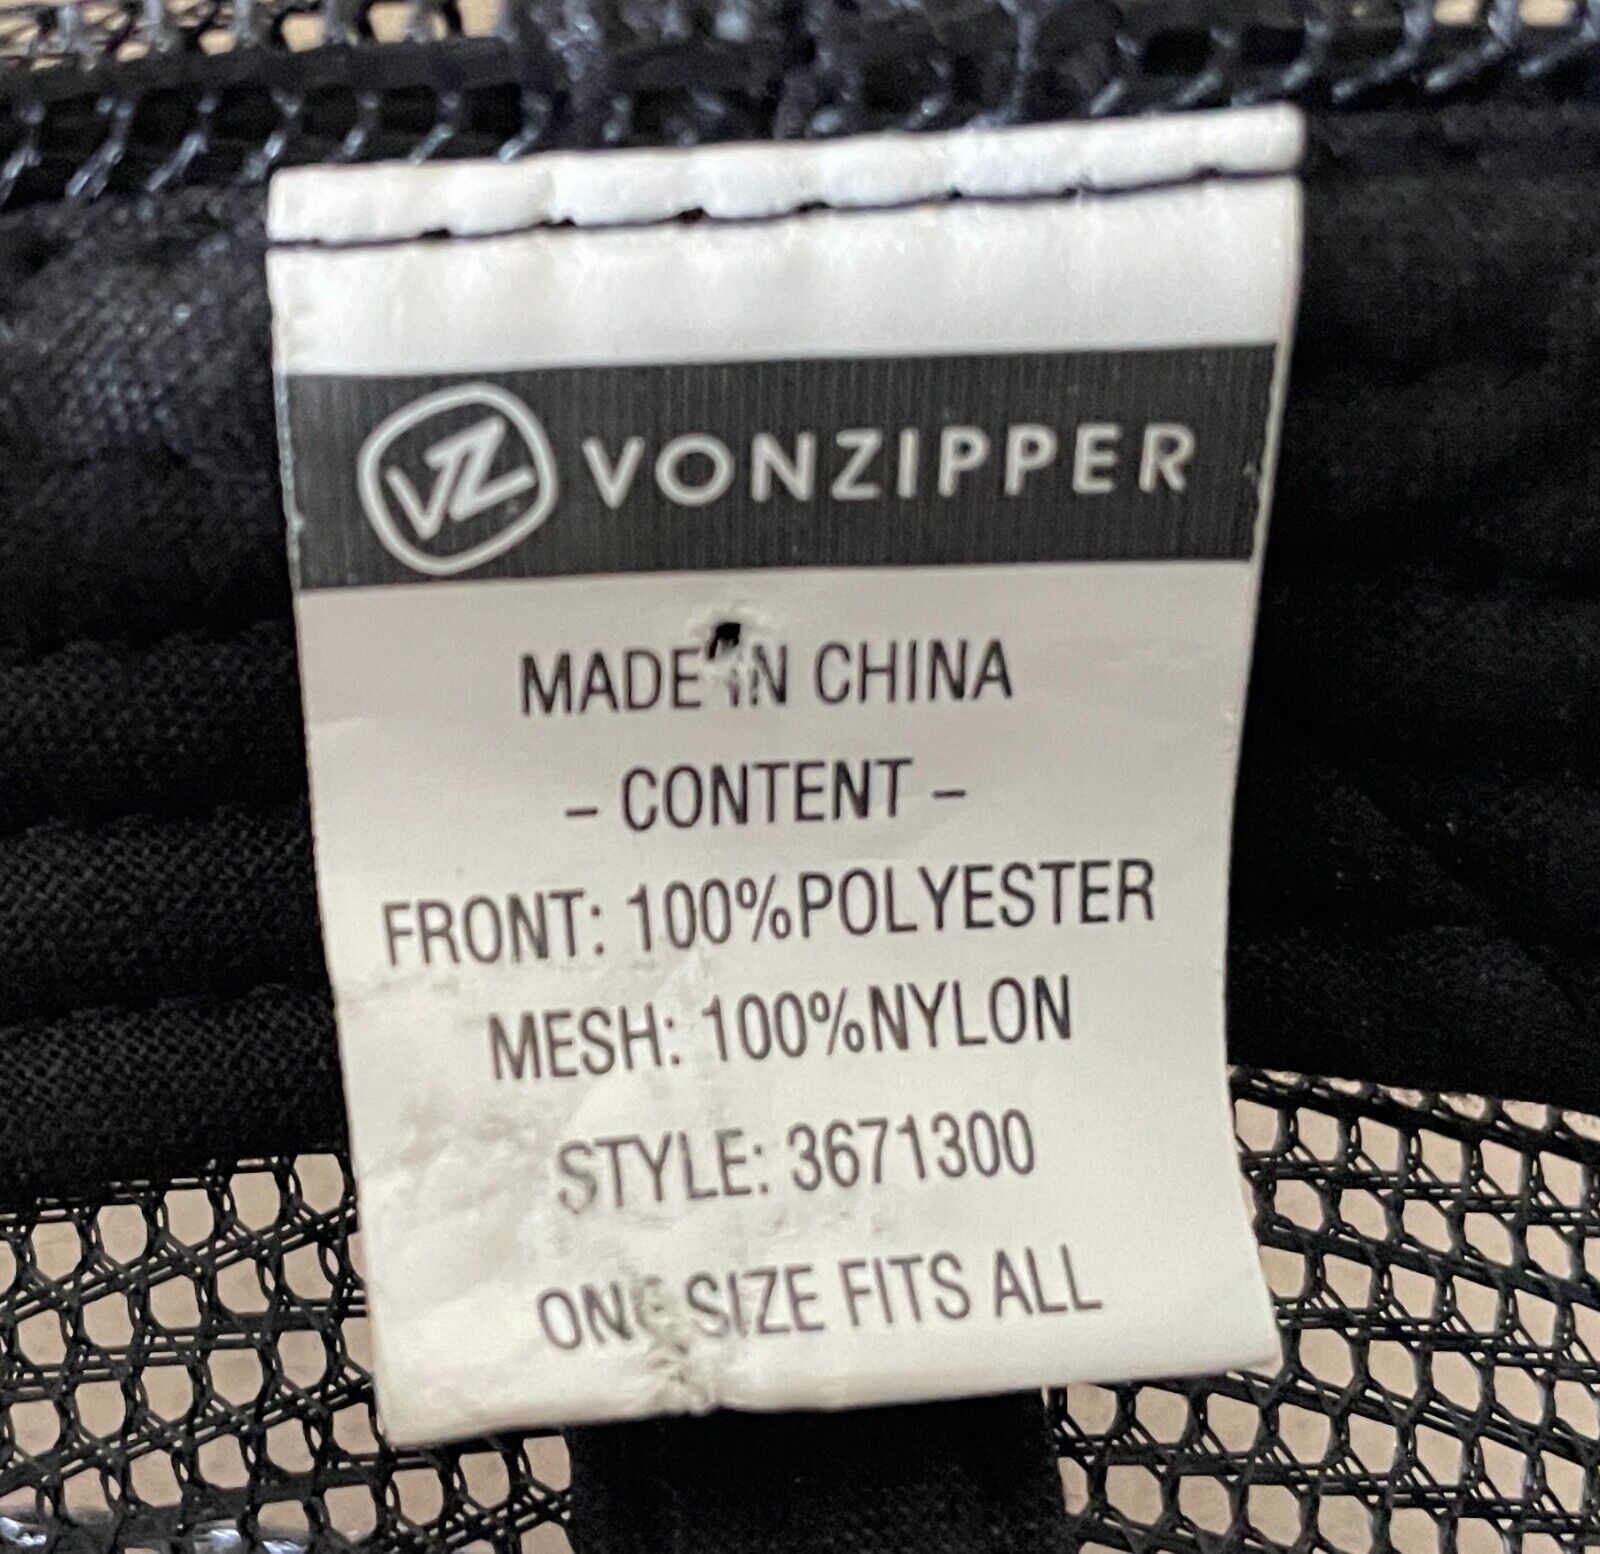 VZ VONZIPPER
MADE IN CHINA
- CONTENT -
FRONT: 100%POLYESTER
MESH: 100%NYLON
STYLE: 3671300
ONE SIZE FITS ALL